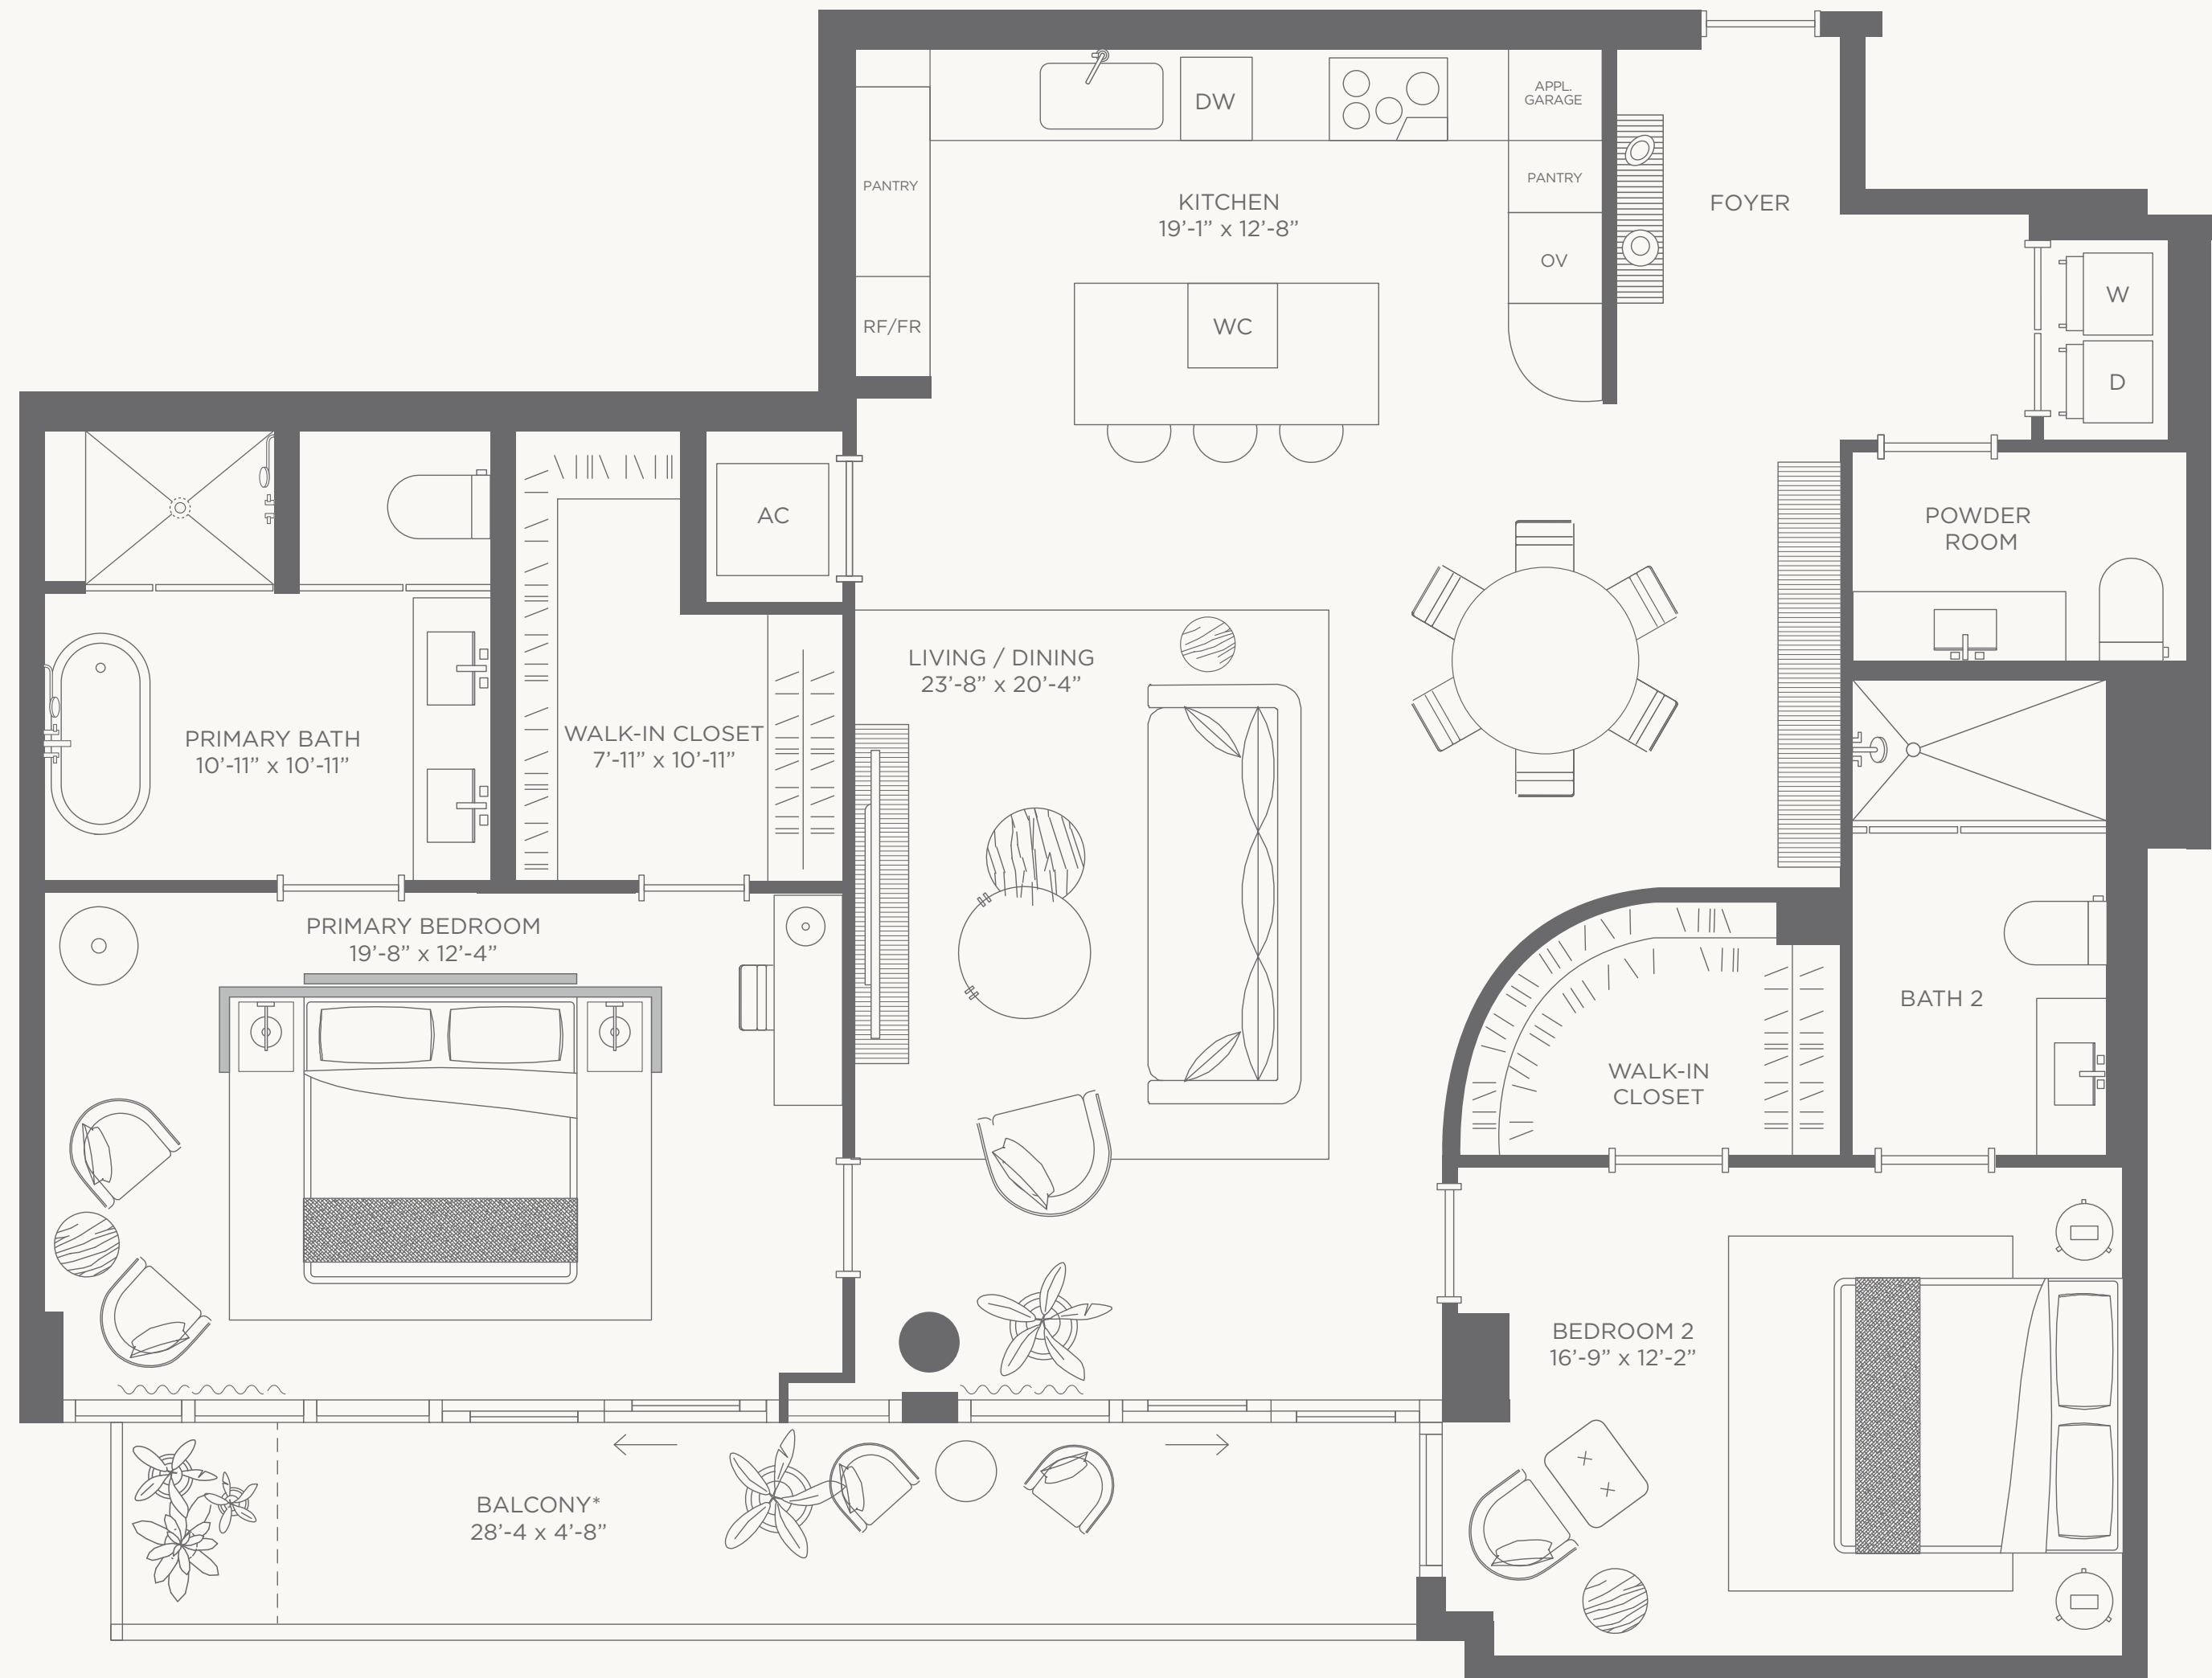 DW
APPL.
GARAGE
PANTRY
PANTRY
KITCHEN
19’-1” x 12’-8”
FOYER
OV
RF/FR
WC
W
D
AC
POWDER
ROOM
LIVING / DINING
23’-8” x 20’-4”
PRIMARY BATH
10’-11” x 10’-11”
WALK-IN CLOSET
7’-11” x 10’-11”
PRIMARY BEDROOM
19’-8” x 12’-4”
BATH 2
WALK-IN
CLOSET
BEDROOM 2
16’-9” x 12’-2”
BALCONY*
28’-4 x 4’-8”